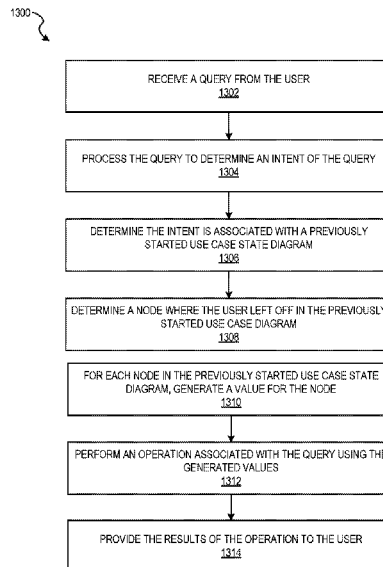 1300
RECEIVE A QUERY FROM THE USER
1302
PROCESS THE QUERY TO DETERMINE AN INTENT OF THE QUERY
1304
DETERMINE THE INTENT IS ASSOCIATED WITH A PREVIOUSLY
STARTED USE CASE STATE DIAGRAM
1306
DETERMINE A NODE WHERE THE USER LEFT OFF IN THE PREVIOUSLY
STARTED USE CASE DIAGRAM
1308
FOR EACH NODE IN THE PREVIOUSLY STARTED USE CASE STATE
DIAGRAM, GENERATE A VALUE FOR THE NODE
1310
PERFORM AN OPERATION ASSOCIATED WITH THE QUERY USING THE
GENERATED VALUES
1312
PROVIDE THE RESULTS OF THE OPERATION TO THE USER
1314